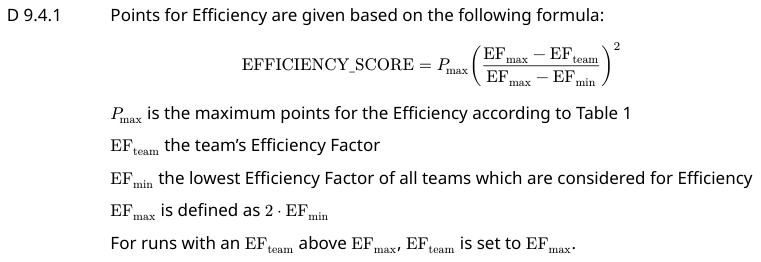 D 9.4.1 Points for Efficiency are given based on the following formula:
EFFICIENCY_SCORE = P_max ( (EF_max − EF_team) / (EF_max − EF_min) )^2
P_max is the maximum points for the Efficiency according to Table 1
EF_team the team’s Efficiency Factor
EF_min the lowest Efficiency Factor of all teams which are considered for Efficiency
EF_max is defined as 2 · EF_min
For runs with an EF_team above EF_max, EF_team is set to EF_max.